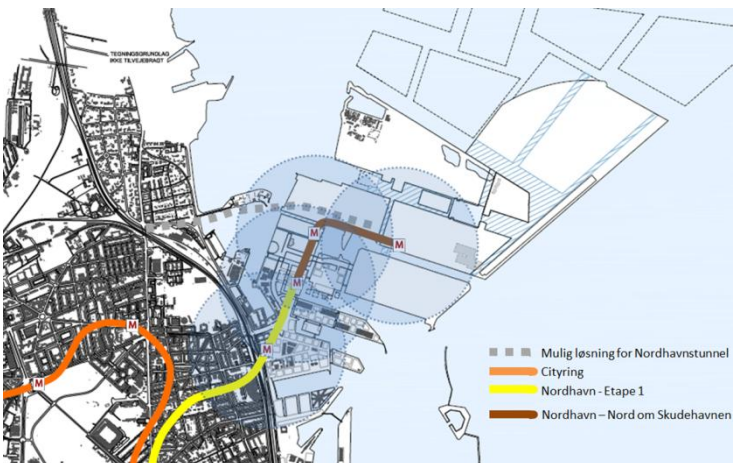 TEGNINGSGRUNDLAG
IKKE TILVEJEBRAGT
M
M
M
M
M
M
Mulig løsning for Nordhavnstunnel
Cityring
Nordhavn - Etape 1
Nordhavn – Nord om Skudehavnen